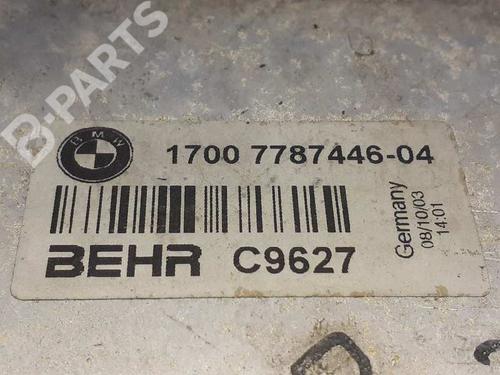 B-PARTS
BMW
1700 7787446-04
BEHR C9627
Germany
08/10/03
14:01